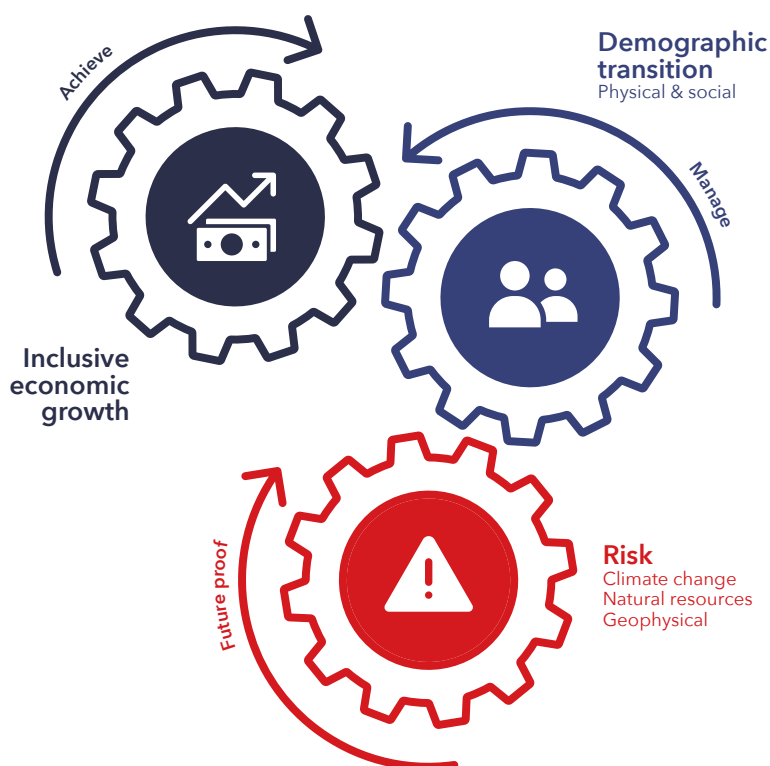 Achieve
Inclusive
economic
growth
Demographic
transition
Physical & social
Manage
Future proof
Risk
Climate change
Natural resources
Geophysical